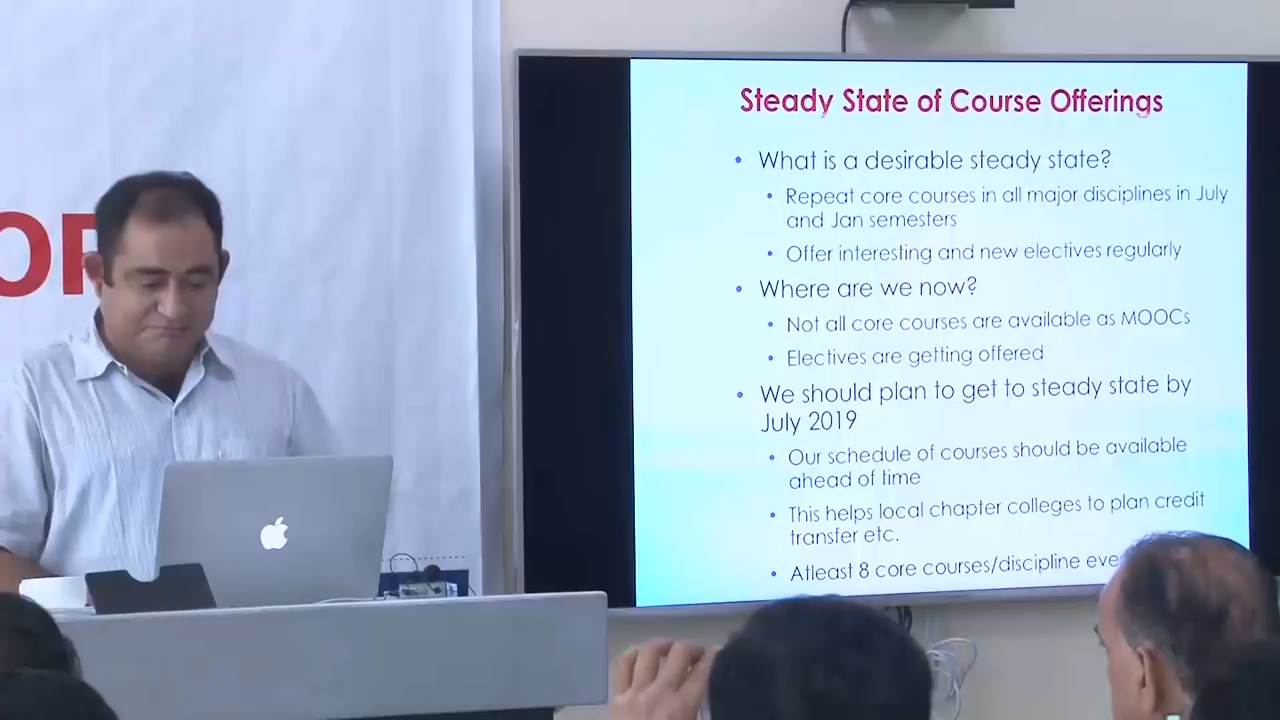 Steady State of Course Offerings
• What is a desirable steady state?
• Repeat core courses in all major disciplines in July
and Jan semesters
• Offer interesting and new electives regularly
• Where are we now?
• Not all core courses are available as MOOCs
• Electives are getting offered
• We should plan to get to steady state by
July 2019
• Our schedule of courses should be available
ahead of time
• This helps local chapter colleges to plan credit
transfer etc.
• Atleast 8 core courses/discipline